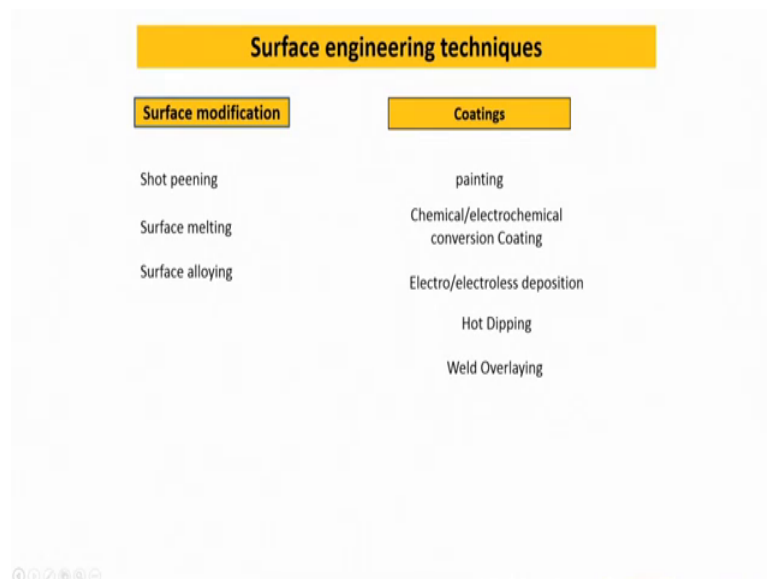 Surface engineering techniques
Surface modification
Shot peening
Surface melting
Surface alloying
Coatings
painting
Chemical/electrochemical
conversion Coating
Electro/electroless deposition
Hot Dipping
Weld Overlaying